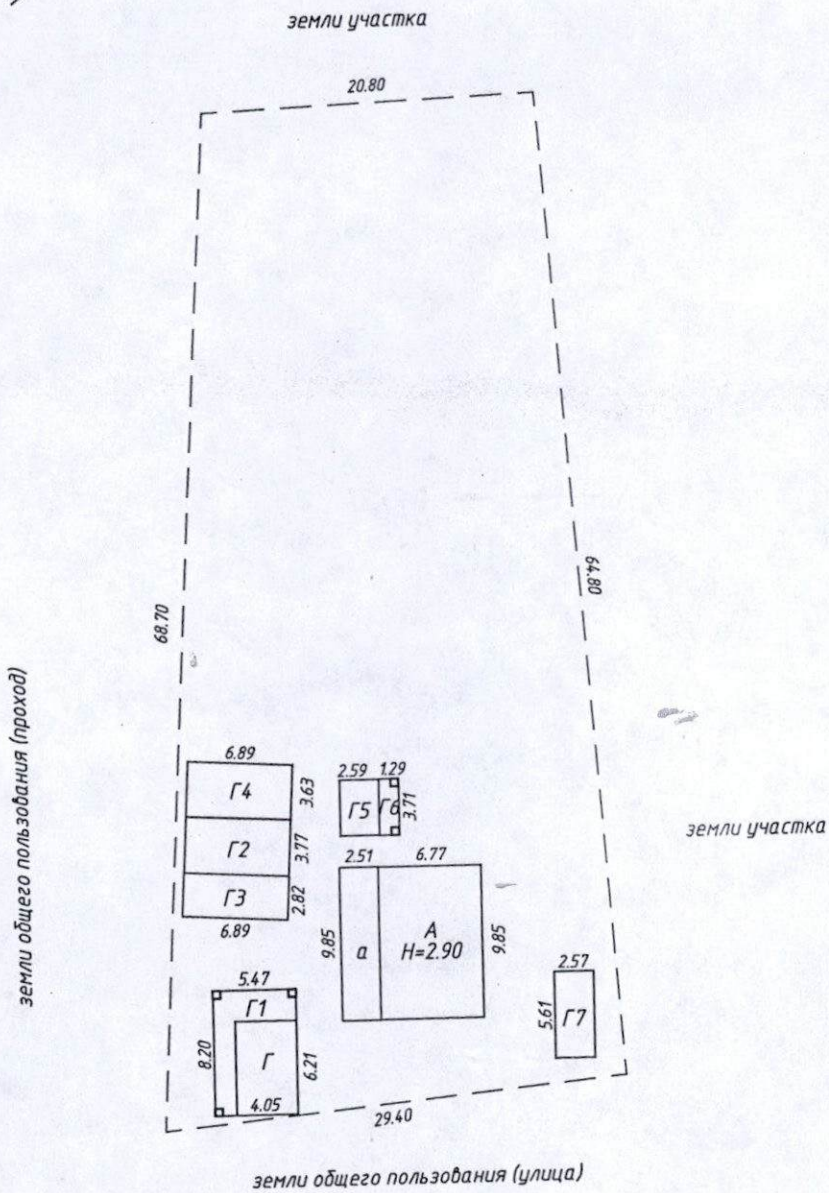 земли участка
20.80
68.70
64.80
земли общего пользования (проход)
6.89
Г4
3.63
2.59
1.29
Г5
Г6
3.71
Г2
3.77
земли участка
Г3
2.82
6.89
2.51
6.77
9.85
а
А
Н=2.90
9.85
2.57
5.61
Г7
5.47
Г1
8.20
Г
6.21
4.05
29.40
земли общего пользования (улица)